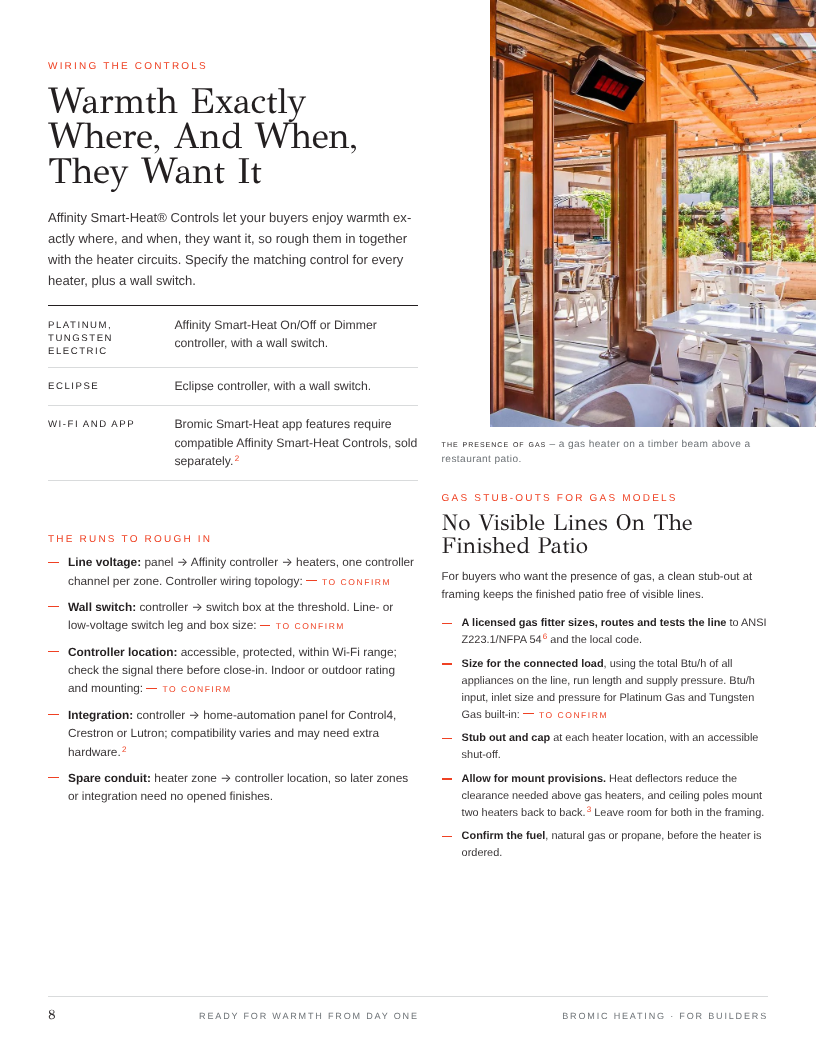 WIRING THE CONTROLS
Warmth Exactly
Where, And When,
They Want It
Affinity Smart-Heat® Controls let your buyers enjoy warmth ex-
actly where, and when, they want it, so rough them in together
with the heater circuits. Specify the matching control for every
heater, plus a wall switch.
PLATINUM,
TUNGSTEN
ELECTRIC
Affinity Smart-Heat On/Off or Dimmer
controller, with a wall switch.
ECLIPSE
Eclipse controller, with a wall switch.
WI-FI AND APP
Bromic Smart-Heat app features require
compatible Affinity Smart-Heat Controls, sold
separately. 2
THE RUNS TO ROUGH IN
— Line voltage: panel → Affinity controller → heaters, one controller
channel per zone. Controller wiring topology: — TO CONFIRM
— Wall switch: controller → switch box at the threshold. Line- or
low-voltage switch leg and box size: — TO CONFIRM
— Controller location: accessible, protected, within Wi-Fi range;
check the signal there before close-in. Indoor or outdoor rating
and mounting: — TO CONFIRM
— Integration: controller → home-automation panel for Control4,
Crestron or Lutron; compatibility varies and may need extra
hardware. 2
— Spare conduit: heater zone → controller location, so later zones
or integration need no opened finishes.
THE PRESENCE OF GAS – a gas heater on a timber beam above a
restaurant patio.
GAS STUB-OUTS FOR GAS MODELS
No Visible Lines On The
Finished Patio
For buyers who want the presence of gas, a clean stub-out at
framing keeps the finished patio free of visible lines.
— A licensed gas fitter sizes, routes and tests the line to ANSI
Z223.1/NFPA 54 6 and the local code.
— Size for the connected load, using the total Btu/h of all
appliances on the line, run length and supply pressure. Btu/h
input, inlet size and pressure for Platinum Gas and Tungsten
Gas built-in: — TO CONFIRM
— Stub out and cap at each heater location, with an accessible
shut-off.
— Allow for mount provisions. Heat deflectors reduce the
clearance needed above gas heaters, and ceiling poles mount
two heaters back to back. 3 Leave room for both in the framing.
— Confirm the fuel, natural gas or propane, before the heater is
ordered.
8
READY FOR WARMTH FROM DAY ONE
BROMIC HEATING · FOR BUILDERS